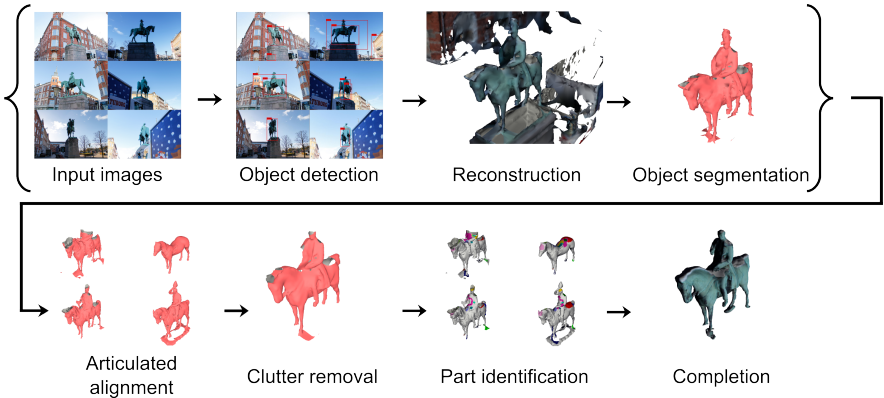 Input images
Object detection
Reconstruction
Object segmentation
Articulated
alignment
Clutter removal
Part identification
Completion